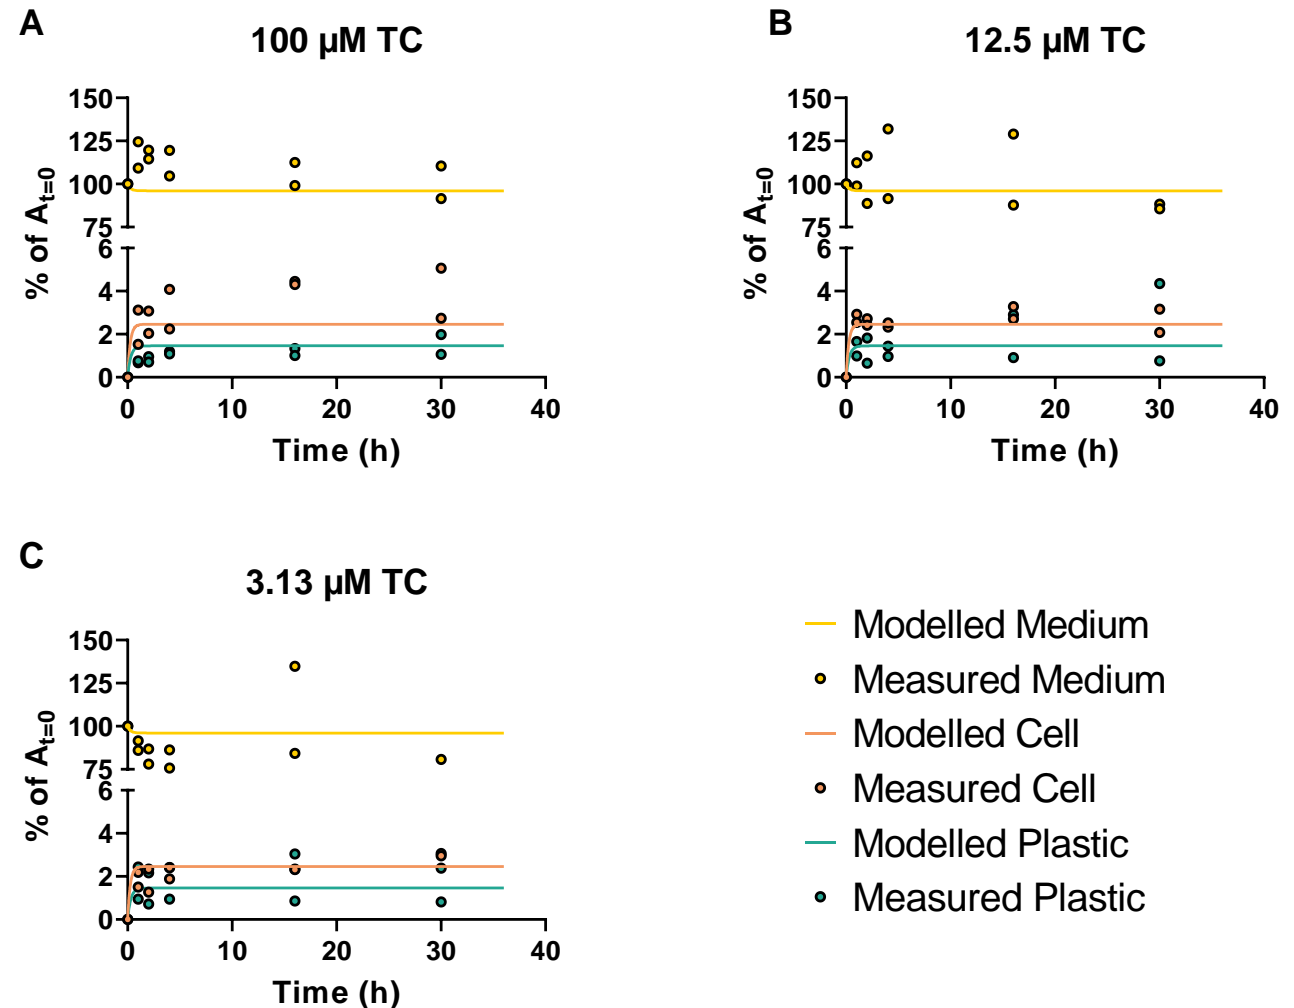 A
100 µM TC
150
125
100
75
6
4
2
0
% of At=0
0 10 20 30 40
Time (h)
B
12.5 µM TC
150
125
100
75
6
4
2
0
% of At=0
0 10 20 30 40
Time (h)
C
3.13 µM TC
150
125
100
75
6
4
2
0
% of At=0
0 10 20 30 40
Time (h)
Modelled Medium
Measured Medium
Modelled Cell
Measured Cell
Modelled Plastic
Measured Plastic